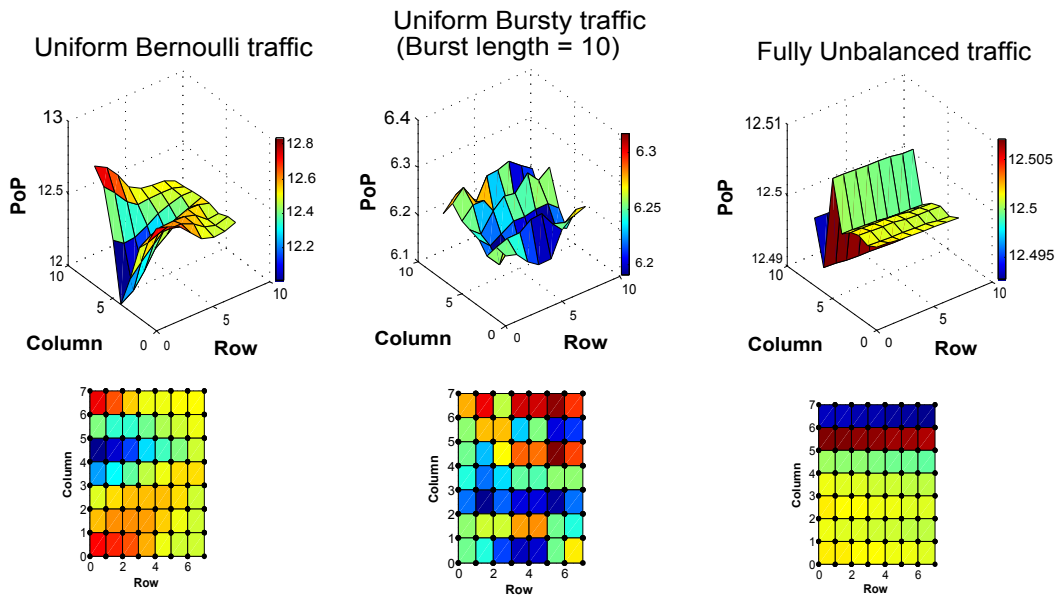 Uniform Bernoulli traffic
Uniform Bursty traffic
(Burst length = 10)
Fully Unbalanced traffic
13
12.5
12
PoP
10
5
0
Column
0
5
10
Row
12.8
12.6
12.4
12.2
6.4
6.3
6.2
6.1
PoP
10
5
0
Column
0
5
10
Row
6.3
6.25
6.2
12.51
12.5
12.49
PoP
10
5
0
Column
0
5
10
Row
12.505
12.5
12.495
7
6
5
4
3
2
1
0
Column
0 2 4 6
Row
7
6
5
4
3
2
1
0
Column
0 2 4 6
Row
7
6
5
4
3
2
1
0
Column
0 2 4 6
Row